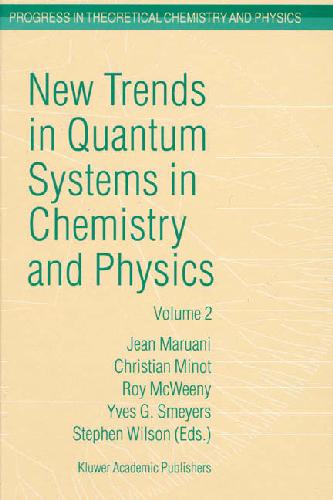 PROGRESS IN THEORETICAL CHEMISTRY AND PHYSICS
New Trends
in Quantum
Systems in
Chemistry
and Physics
Volume 2
Jean Maruani
Christian Minot
Roy McWeeny
Yves G. Smeyers
Stephen Wilson (Eds.)
Kluwer Academic Publishers